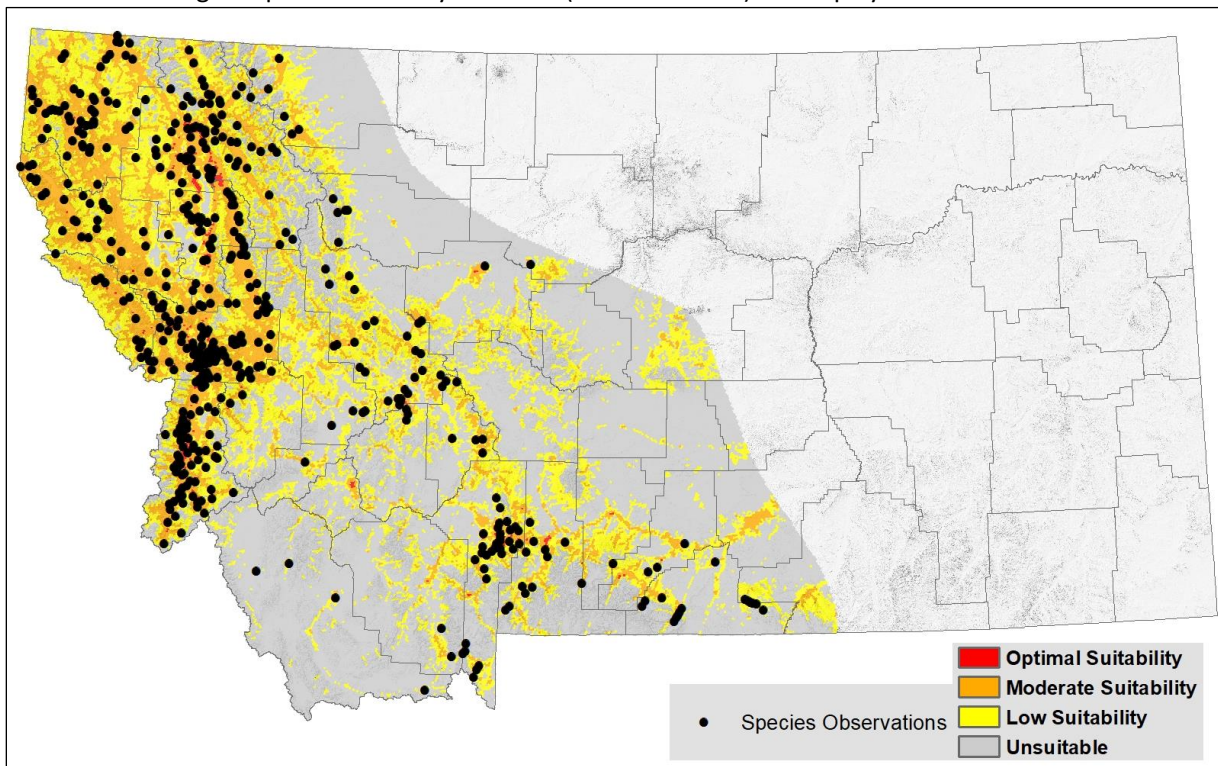 Species Observations
Optimal Suitability
Moderate Suitability
Low Suitability
Unsuitable